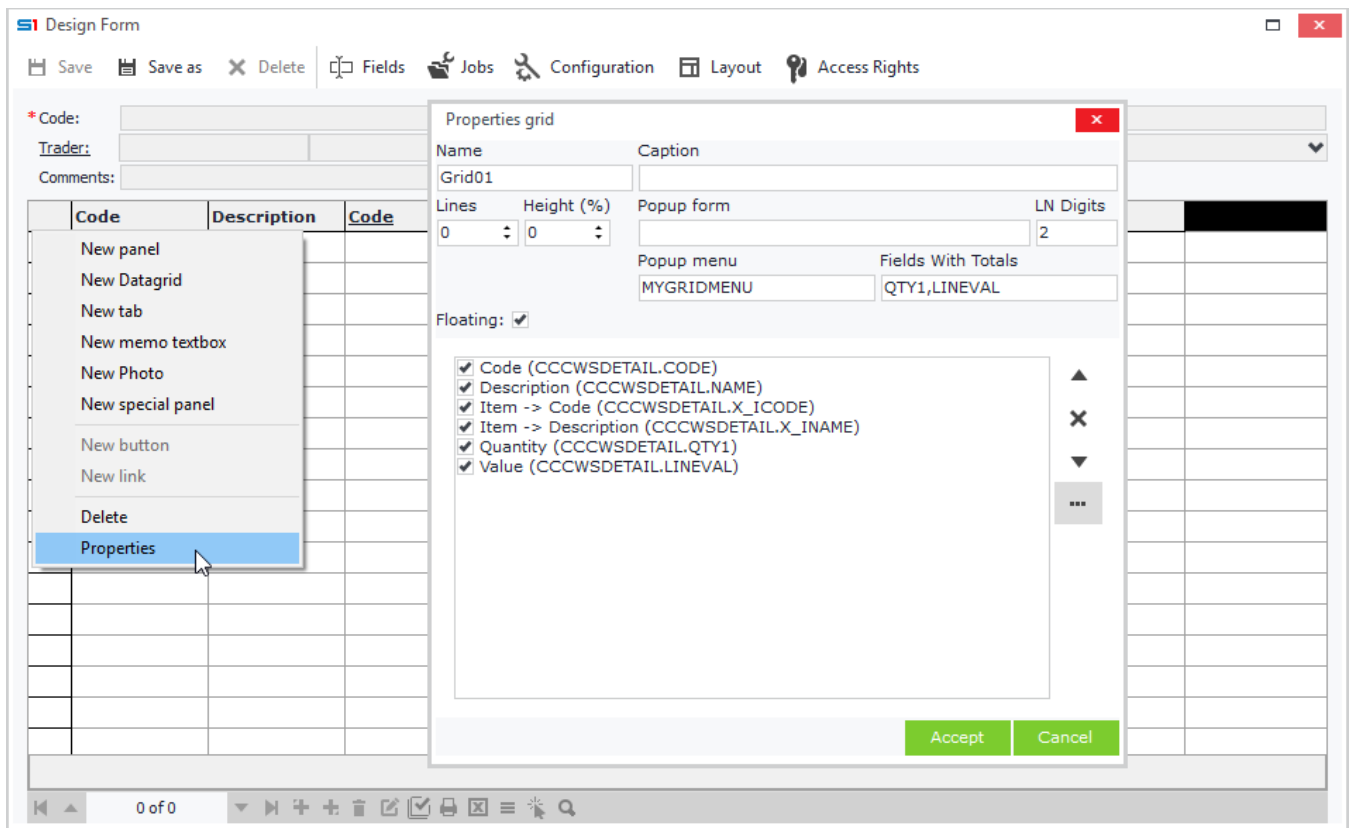 S1 Design Form
Save Save as Delete Fields Jobs Configuration Layout Access Rights
* Code:
Trader:
Comments:
Code Description Code
New panel
New Datagrid
New tab
New memo textbox
New Photo
New special panel
New button
New link
Delete
Properties
Properties grid
Name Caption
Grid01
Lines Height (%) Popup form LN Digits
0 0 2
Popup menu Fields With Totals
MYGRIDMENU QTY1,LINEVAL
Floating:
Code (CCCWSDETAIL.CODE)
Description (CCCWSDETAIL.NAME)
Item -> Code (CCCWSDETAIL.X_ICODE)
Item -> Description (CCCWSDETAIL.X_INAME)
Quantity (CCCWSDETAIL.QTY1)
Value (CCCWSDETAIL.LINEVAL)
Accept Cancel
0 of 0